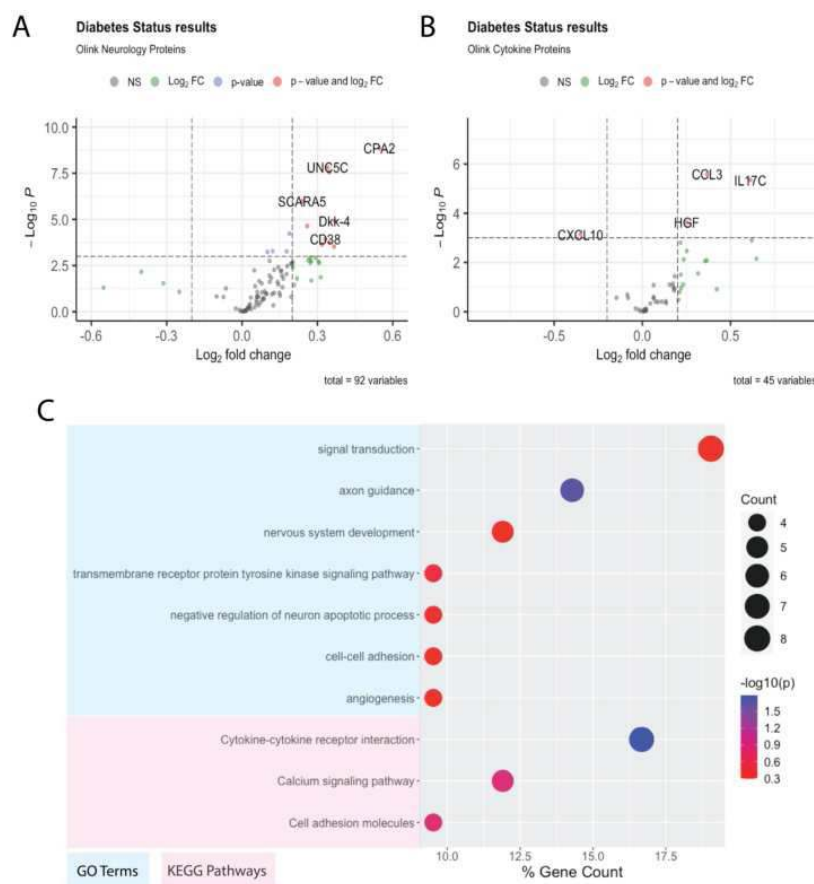 A
Diabetes Status results
Olink Neurology Proteins
NS Log₂ FC p-value p – value and log₂ FC
CPA2
UNC5C
SCARA5
Dkk-4
CD38
10.0
7.5
5.0
2.5
0.0
– Log₁₀ P
-0.6 -0.3 0.0 0.3 0.6
Log₂ fold change
total = 92 variables
B
Diabetes Status results
Olink Cytokine Proteins
NS Log₂ FC p – value and log₂ FC
CCL3
IL17C
HGF
CXCL10
6
4
2
0
– Log₁₀ P
-0.5 0.0 0.5
Log₂ fold change
total = 45 variables
C
signal transduction
axon guidance
nervous system development
transmembrane receptor protein tyrosine kinase signaling pathway
negative regulation of neuron apoptotic process
cell-cell adhesion
angiogenesis
Cytokine-cytokine receptor interaction
Calcium signaling pathway
Cell adhesion molecules
GO Terms
KEGG Pathways
10.0 12.5 15.0 17.5
% Gene Count
Count
4
5
6
7
8
-log10(p)
1.5
1.2
0.9
0.6
0.3